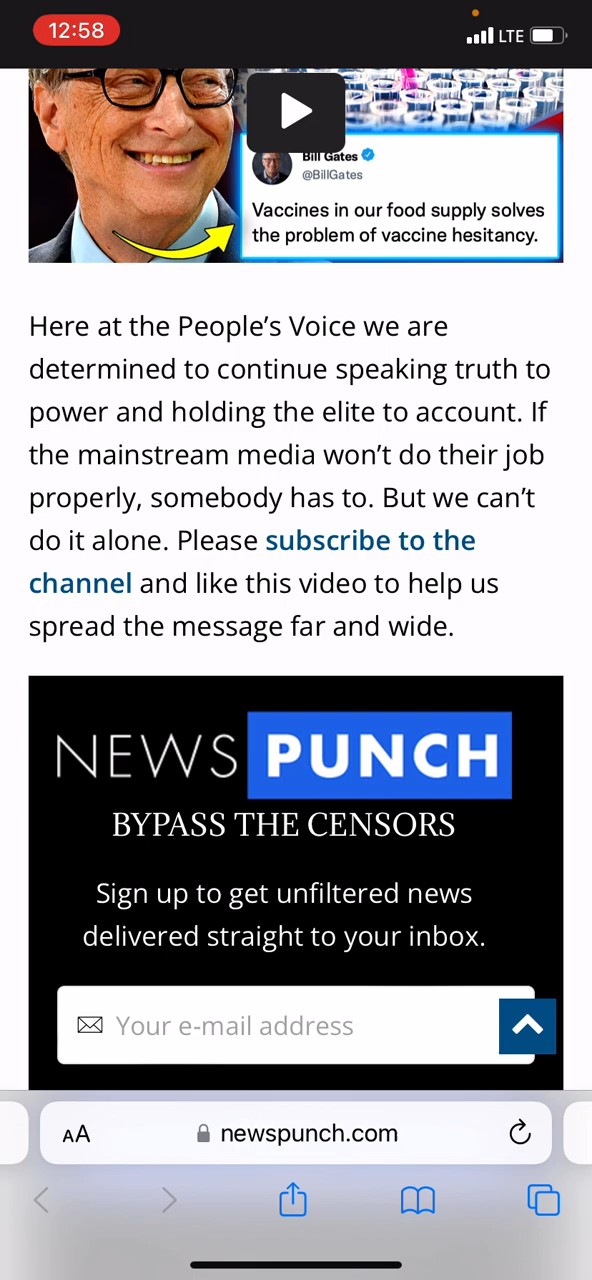 12:58
LTE
Bill Gates
@BillGates
Vaccines in our food supply solves
the problem of vaccine hesitancy.
Here at the People’s Voice we are
determined to continue speaking truth to
power and holding the elite to account. If
the mainstream media won’t do their job
properly, somebody has to. But we can’t
do it alone. Please subscribe to the
channel and like this video to help us
spread the message far and wide.
NEWS PUNCH
BYPASS THE CENSORS
Sign up to get unfiltered news
delivered straight to your inbox.
Your e-mail address
AA newspunch.com